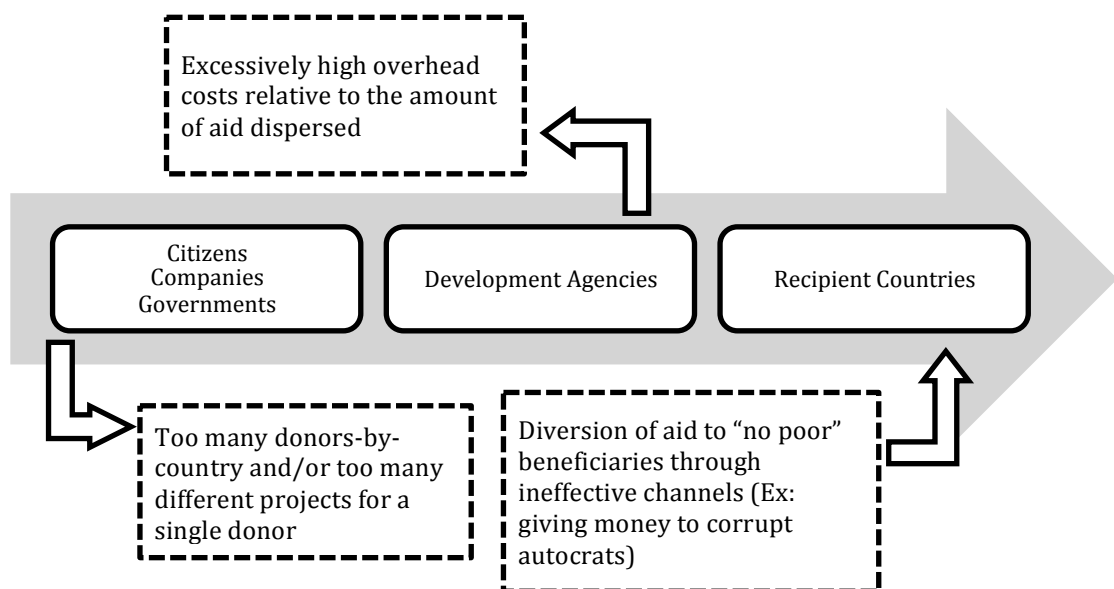 Excessively high overhead
costs relative to the amount
of aid dispersed
Citizens
Companies
Governments
Development Agencies
Recipient Countries
Too many donors-by-
country and/or too many
different projects for a
single donor
Diversion of aid to “no poor”
beneficiaries through
ineffective channels (Ex:
giving money to corrupt
autocrats)